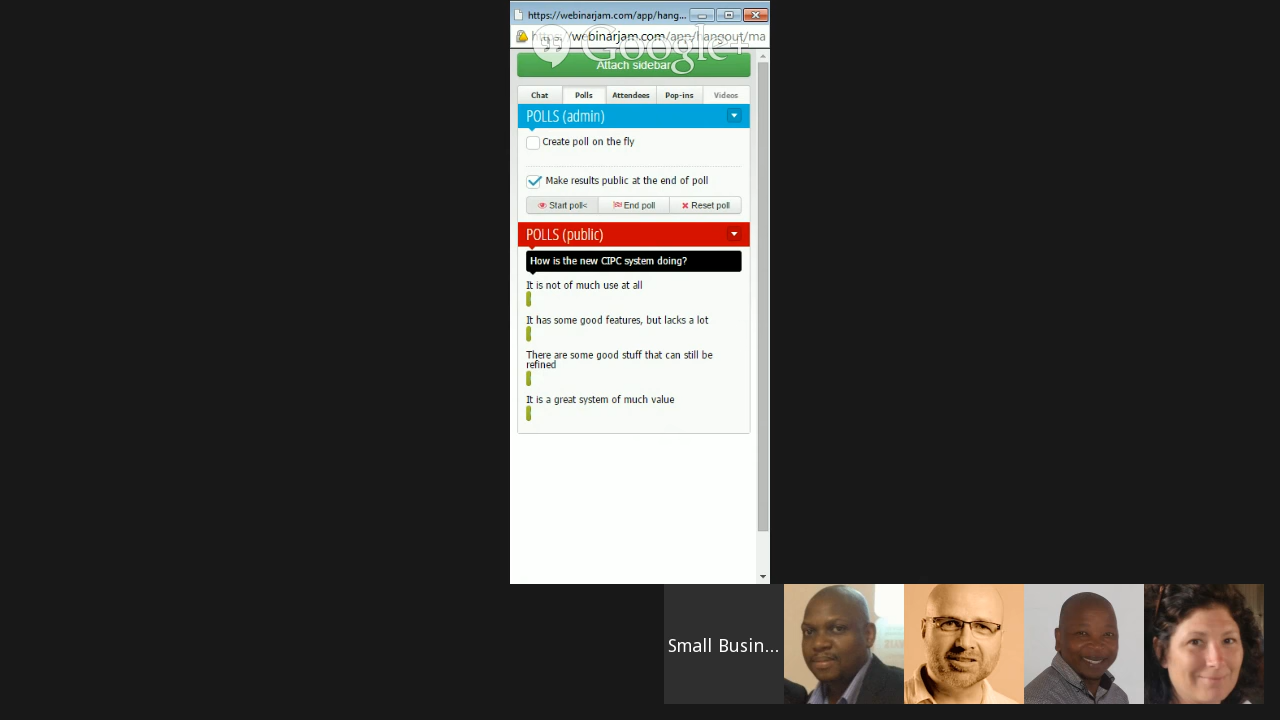 https://webinarjam.com/app/hang...
https://webinarjam.com/app/hangout/ma
Google+
Attach sidebar
Chat Polls Attendees Pop-ins Videos
POLLS (admin)
Create poll on the fly
Make results public at the end of poll
Start poll< End poll Reset poll
POLLS (public)
How is the new CIPC system doing?
It is not of much use at all
It has some good features, but lacks a lot
There are some good stuff that can still be
refined
It is a great system of much value
Small Busin...